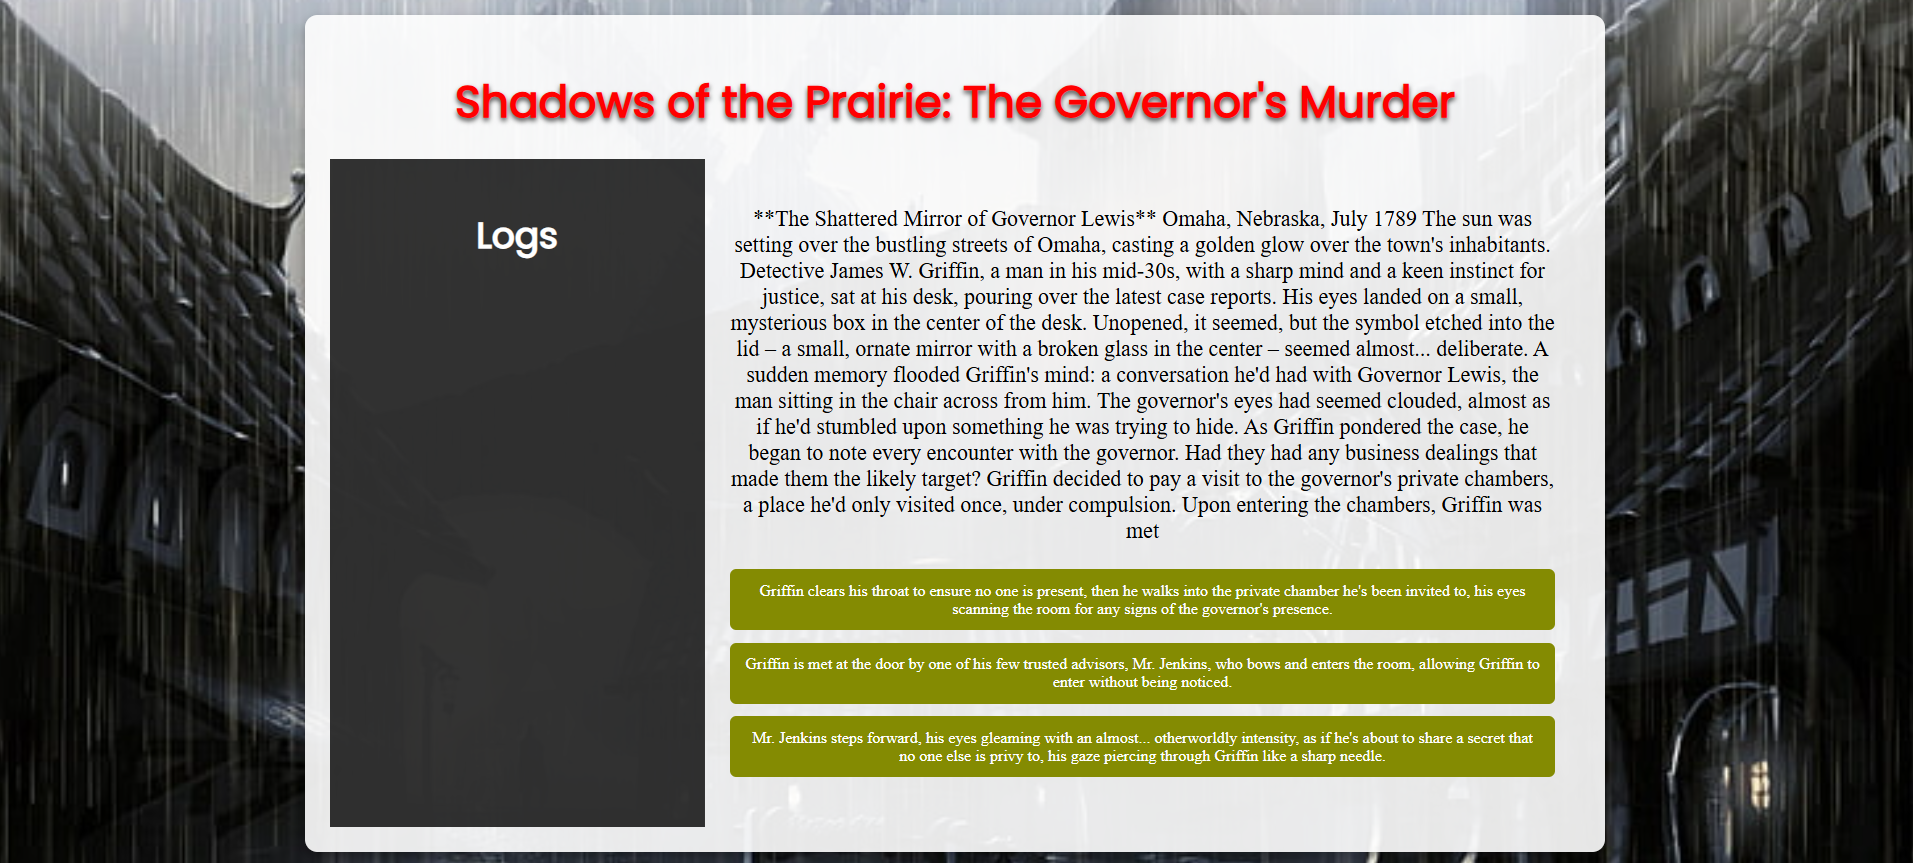 Shadows of the Prairie: The Governor's Murder
Logs
**The Shattered Mirror of Governor Lewis** Omaha, Nebraska, July 1789 The sun was
setting over the bustling streets of Omaha, casting a golden glow over the town's inhabitants.
Detective James W. Griffin, a man in his mid-30s, with a sharp mind and a keen instinct for
justice, sat at his desk, pouring over the latest case reports. His eyes landed on a small,
mysterious box in the center of the desk. Unopened, it seemed, but the symbol etched into the
lid – a small, ornate mirror with a broken glass in the center – seemed almost... deliberate. A
sudden memory flooded Griffin's mind: a conversation he'd had with Governor Lewis, the
man sitting in the chair across from him. The governor's eyes had seemed clouded, almost as
if he'd stumbled upon something he was trying to hide. As Griffin pondered the case, he
began to note every encounter with the governor. Had they had any business dealings that
made them the likely target? Griffin decided to pay a visit to the governor's private chambers,
a place he'd only visited once, under compulsion. Upon entering the chambers, Griffin was
met
Griffin clears his throat to ensure no one is present, then he walks into the private chamber he's been invited to, his eyes
scanning the room for any signs of the governor's presence.
Griffin is met at the door by one of his few trusted advisors, Mr. Jenkins, who bows and enters the room, allowing Griffin to
enter without being noticed.
Mr. Jenkins steps forward, his eyes gleaming with an almost... otherworldly intensity, as if he's about to share a secret that
no one else is privy to, his gaze piercing through Griffin like a sharp needle.